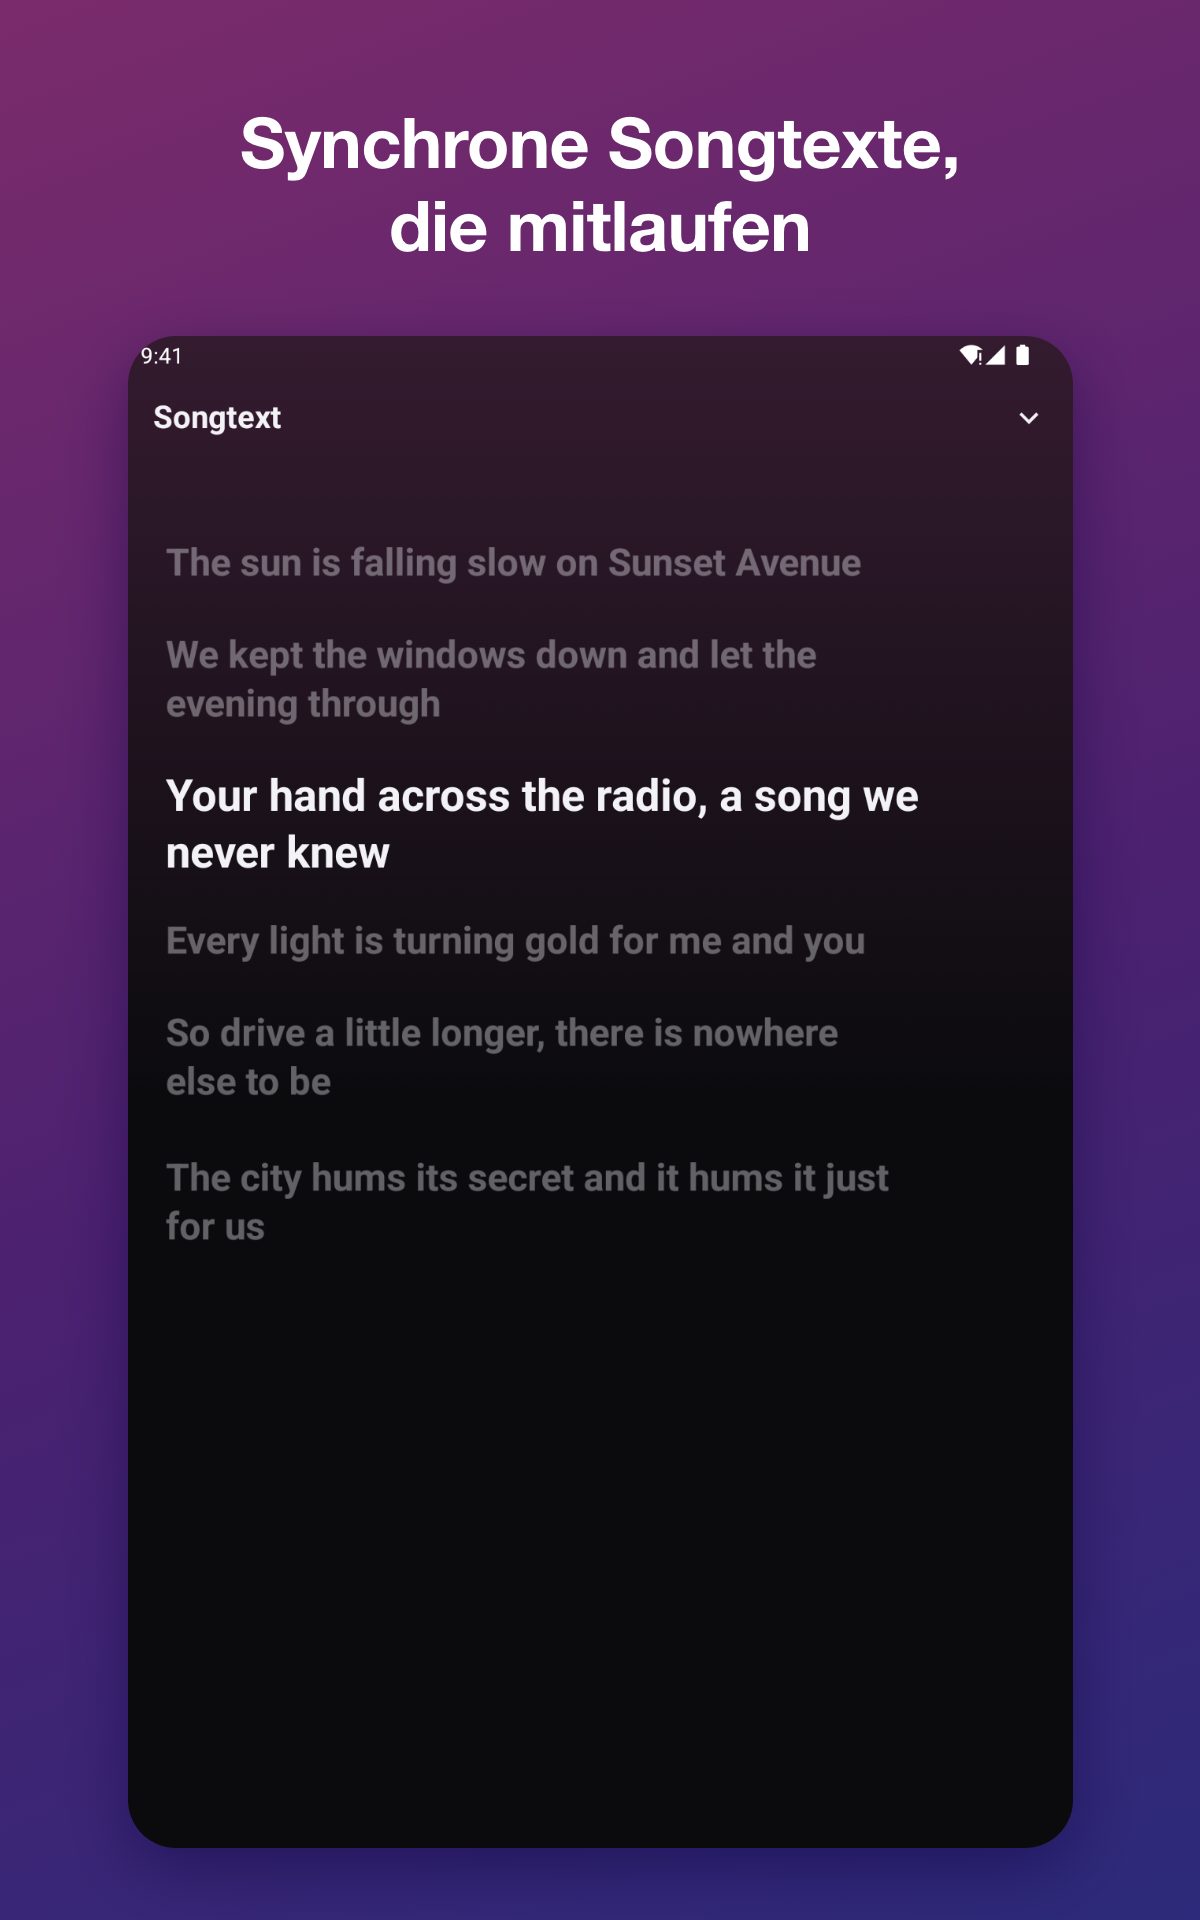 Synchrone Songtexte,
die mitlaufen
9:41
Songtext
The sun is falling slow on Sunset Avenue
We kept the windows down and let the
evening through
Your hand across the radio, a song we
never knew
Every light is turning gold for me and you
So drive a little longer, there is nowhere
else to be
The city hums its secret and it hums it just
for us